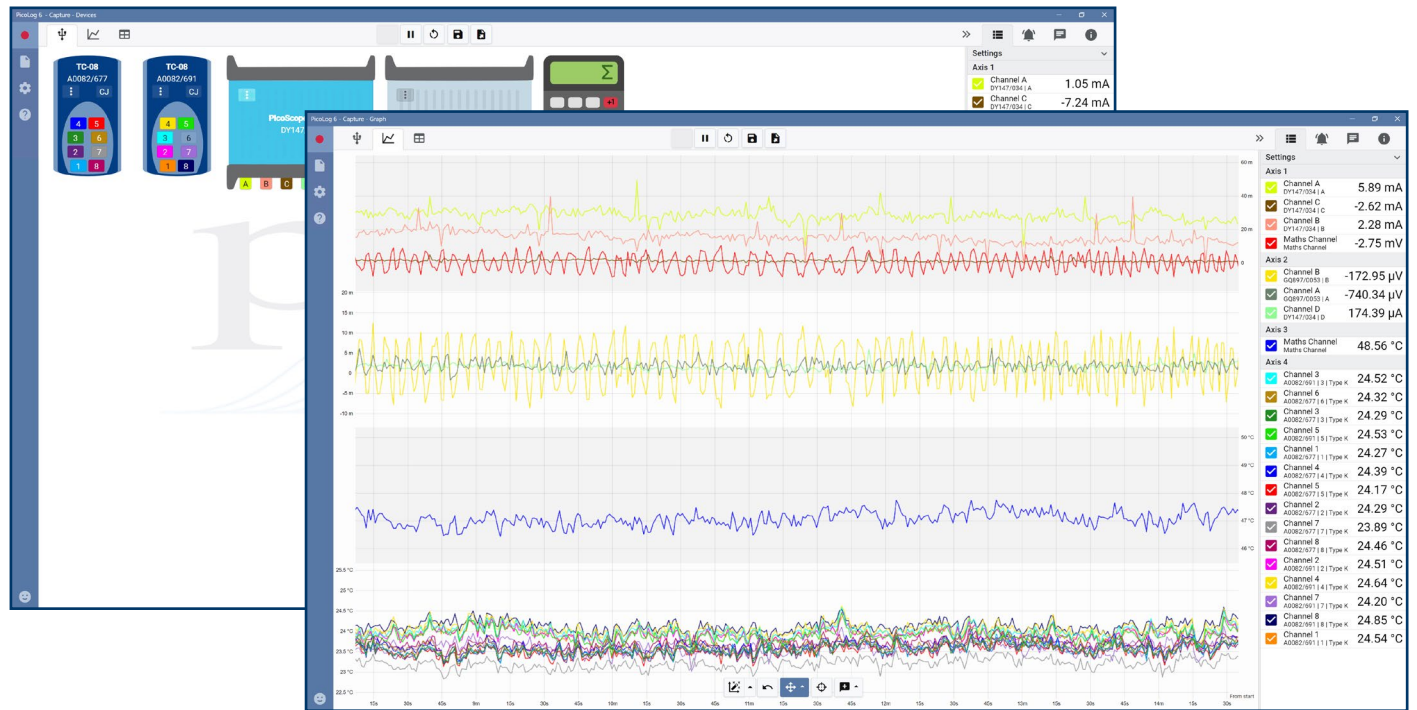 PicoLog 6 - Capture - Devices
TC-08
A0082/677
CJ
4 5
3 6
2 7
1 8
TC-08
A0082/691
CJ
4 5
3 6
2 7
1 8
PicoScope
DY147
A B C
Σ
+1
Settings
Axis 1
Channel A
DY147/034 | A
1.05 mA
Channel C
DY147/034 | C
-7.24 mA
PicoLog 6 - Capture - Graph
60 m
40 m
20 m
0
20 m
15 m
10 m
5 m
0
-5 m
-10 m
50 °C
49 °C
48 °C
47 °C
46 °C
25.5 °C
25 °C
24.5 °C
24 °C
23.5 °C
23 °C
22.5 °C
From start
15s 30s 45s 9m 15s 30s 45s 10m 15s 30s 45s 11m 15s 30s 45s 12m 15s 30s 45s 13m 15s 30s 45s 14m 15s 30s
Settings
Axis 1
Channel A
DY147/034 | A
5.89 mA
Channel C
DY147/034 | C
-2.62 mA
Channel B
DY147/034 | B
2.28 mA
Maths Channel
Maths Channel
-2.75 mV
Axis 2
Channel B
GQ897/0053 | B
-172.95 µV
Channel A
GQ897/0053 | A
-740.34 µV
Channel D
DY147/034 | D
174.39 µA
Axis 3
Maths Channel
Maths Channel
48.56 °C
Axis 4
Channel 3
A0082/691 | 3 | Type K
24.52 °C
Channel 6
A0082/677 | 6 | Type K
24.32 °C
Channel 3
A0082/677 | 3 | Type K
24.29 °C
Channel 5
A0082/691 | 5 | Type K
24.53 °C
Channel 1
A0082/677 | 1 | Type K
24.27 °C
Channel 4
A0082/677 | 4 | Type K
24.39 °C
Channel 5
A0082/677 | 5 | Type K
24.17 °C
Channel 2
A0082/677 | 2 | Type K
24.29 °C
Channel 7
A0082/677 | 7 | Type K
23.89 °C
Channel 8
A0082/677 | 8 | Type K
24.46 °C
Channel 2
A0082/691 | 2 | Type K
24.51 °C
Channel 4
A0082/691 | 4 | Type K
24.64 °C
Channel 7
A0082/691 | 7 | Type K
24.20 °C
Channel 8
A0082/691 | 8 | Type K
24.85 °C
Channel 1
A0082/691 | 1 | Type K
24.54 °C